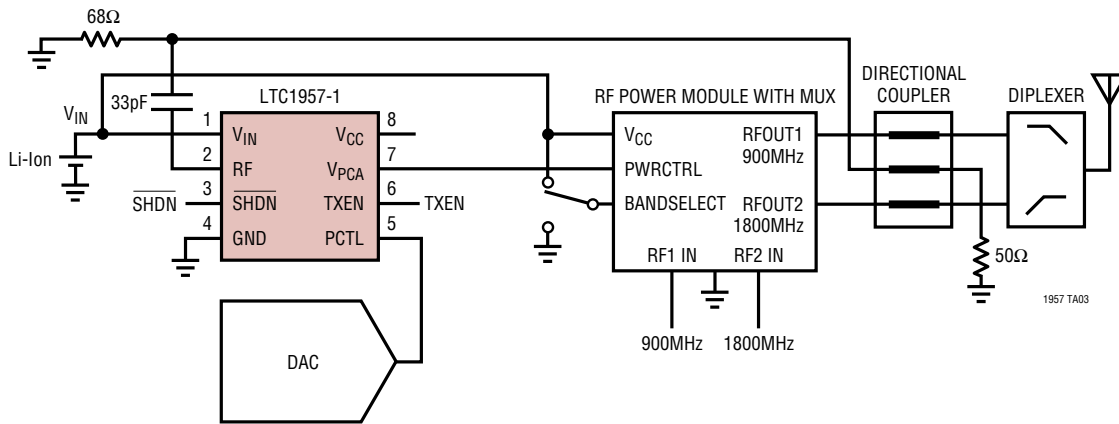 68Ω
33pF
V_IN
Li-Ion
LTC1957-1
1
V_IN
2
RF
3
S̅H̅D̅N̅
S̅H̅D̅N̅
4
GND
V_CC
8
V_PCA
7
TXEN
6
TXEN
PCTL
5
DAC
RF POWER MODULE WITH MUX
V_CC
RFOUT1
900MHz
PWRCTRL
BANDSELECT
RFOUT2
1800MHz
RF1 IN
RF2 IN
900MHz
1800MHz
DIRECTIONAL
COUPLER
DIPLEXER
50Ω
1957 TA03